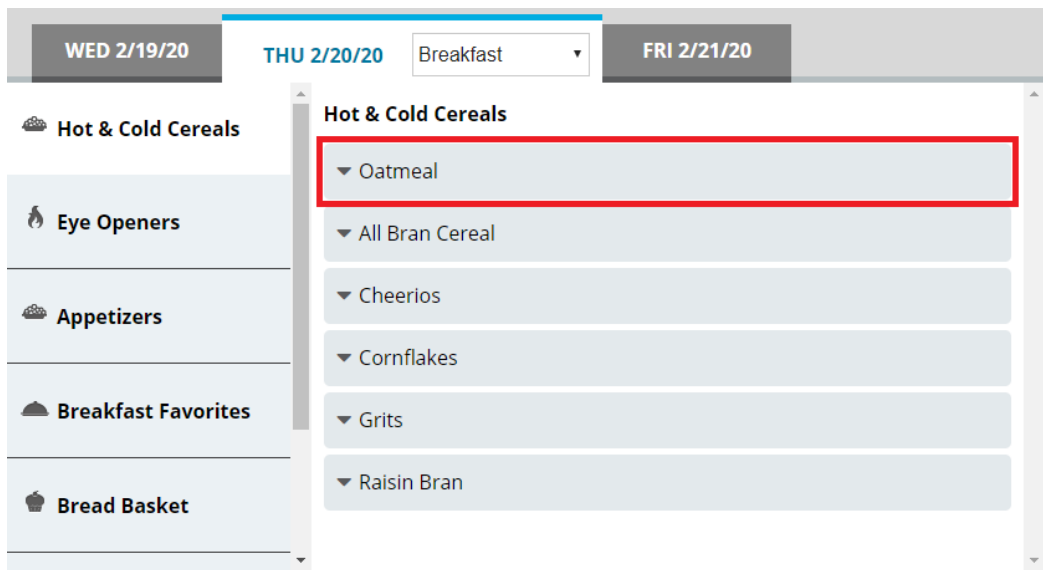 WED 2/19/20
THU 2/20/20
Breakfast
FRI 2/21/20
Hot & Cold Cereals
Eye Openers
Appetizers
Breakfast Favorites
Bread Basket
Hot & Cold Cereals
Oatmeal
All Bran Cereal
Cheerios
Cornflakes
Grits
Raisin Bran